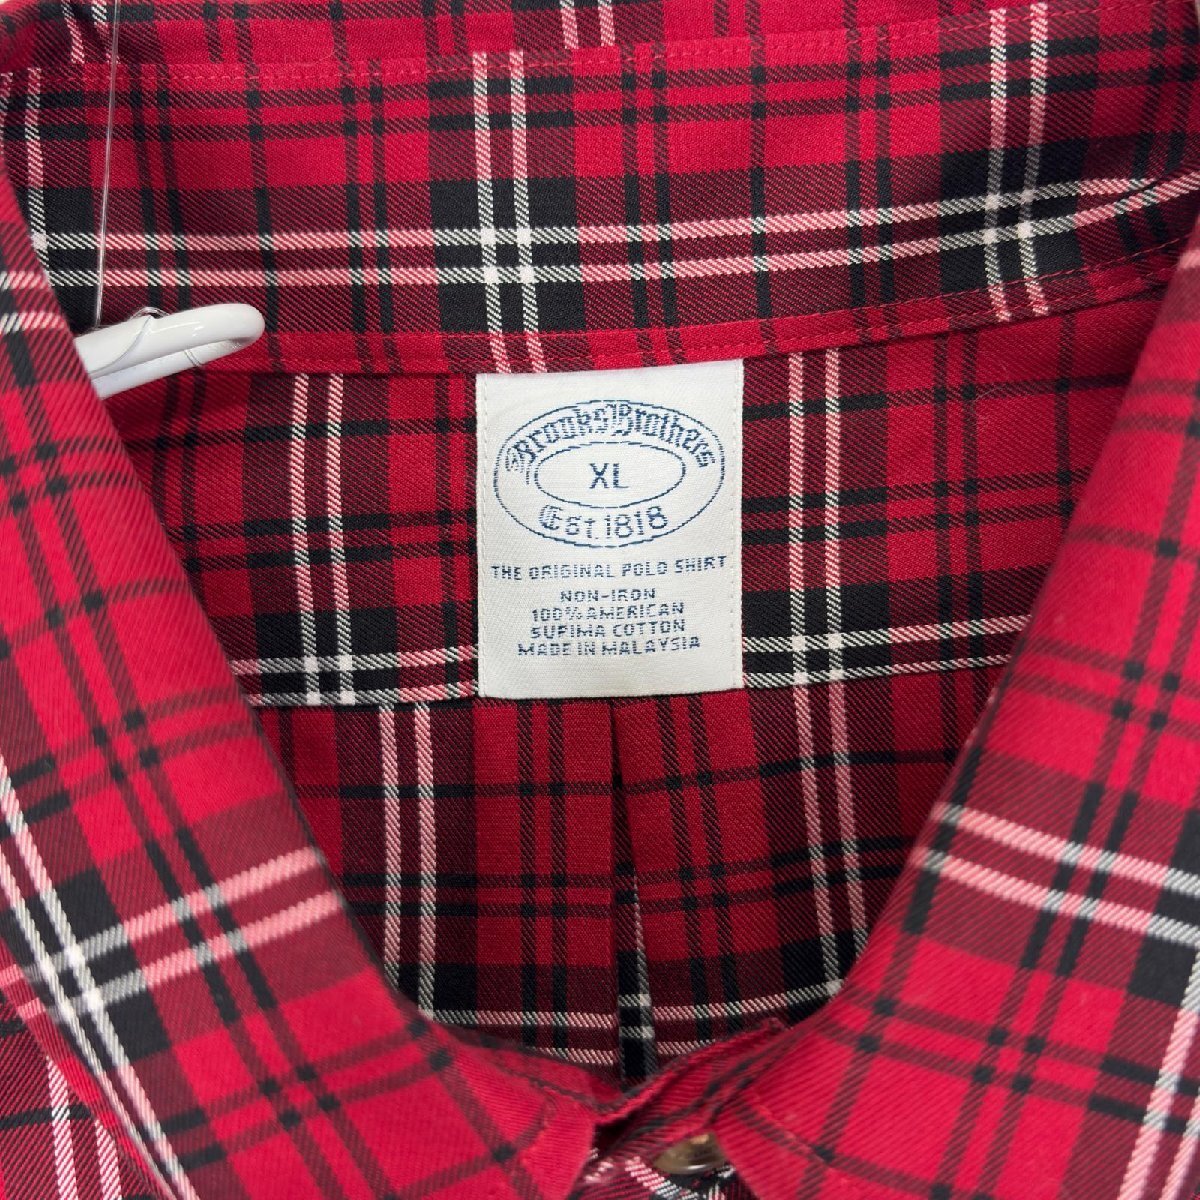 Brooks Brothers
XL
Est. 1818
THE ORIGINAL POLO SHIRT
NON-IRON
100% AMERICAN
SUPIMA COTTON
MADE IN MALAYSIA